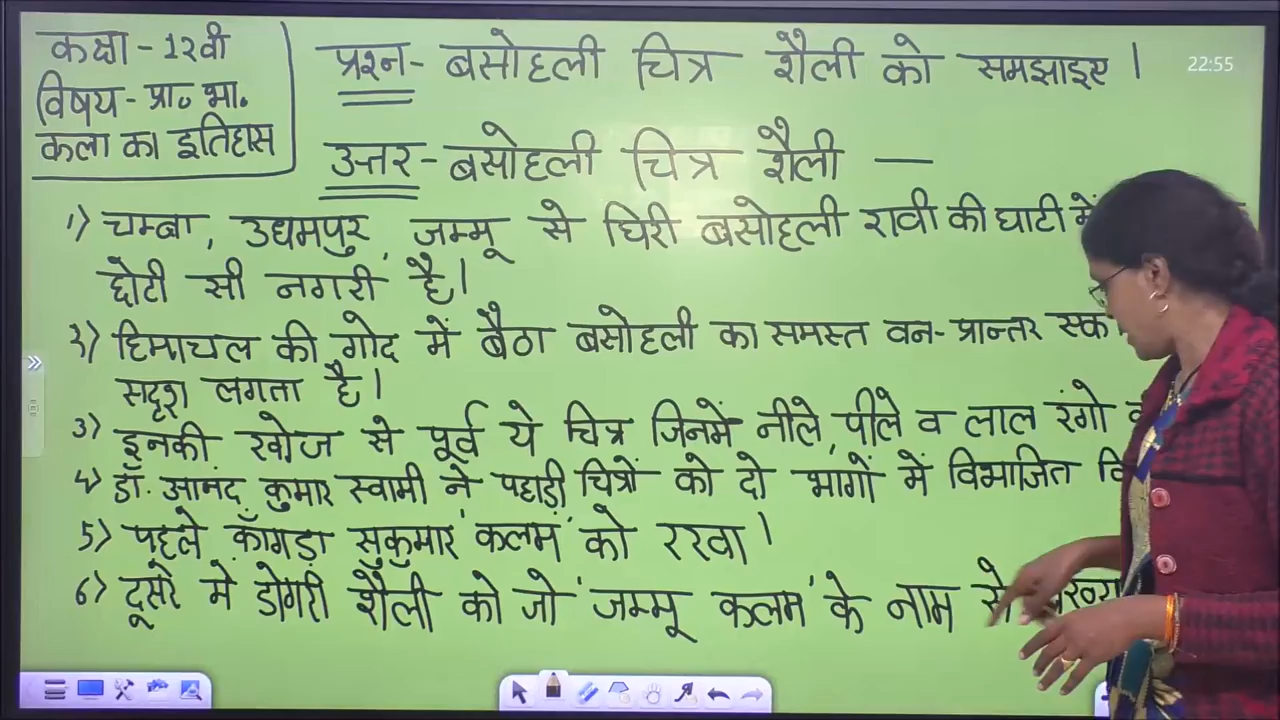 कक्षा - 12वी
विषय - प्रा० भा.
कला का इतिहास
प्रश्न - बसोहली चित्र शैली को समझाइए ।
22:55
उत्तर - बसोहली चित्र शैली —
1) चम्बा, उधमपुर, जम्मू से घिरी बसोहली रावी की घाटी में
छोटी सी नगरी है।
2) हिमाचल की गोद में बैठा बसोहली का समस्त वन-प्रान्तर
सदृश लगता है।
3) इनकी खोज से पूर्व ये चित्र जिनमें नीले, पीले व लाल रंगो
4) डॉ. आनंद कुमार स्वामी ने पहाड़ी चित्रों को दो भागों में विभाजित
5) पहले काँगड़ा सुकुमार 'कलम' को रखा ।
6) दूसरे में डोगरी शैली को जो 'जम्मू कलम' के नाम से